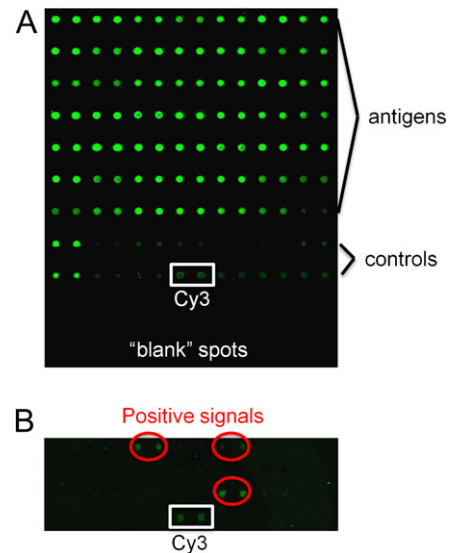 A
antigens
controls
Cy3
"blank" spots
B
Positive signals
Cy3